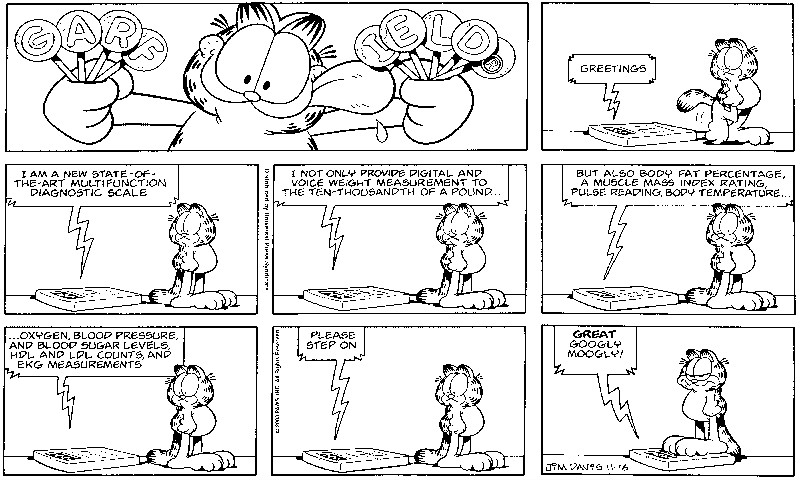 GARFIELD
GREETINGS
I AM A NEW STATE-OF-
THE-ART MULTIFUNCTION
DIAGNOSTIC SCALE
I NOT ONLY PROVIDE DIGITAL AND
VOICE WEIGHT MEASUREMENT TO
THE TEN-THOUSANDTH OF A POUND...
BUT ALSO BODY FAT PERCENTAGE,
A MUSCLE MASS INDEX RATING,
PULSE READING, BODY TEMPERATURE...
...OXYGEN, BLOOD PRESSURE,
AND BLOOD SUGAR LEVELS,
HDL AND LDL COUNTS, AND
EKG MEASUREMENTS
PLEASE
STEP ON
GREAT
GOOGLY
MOOGLY!
JIM DAVIS 11-16